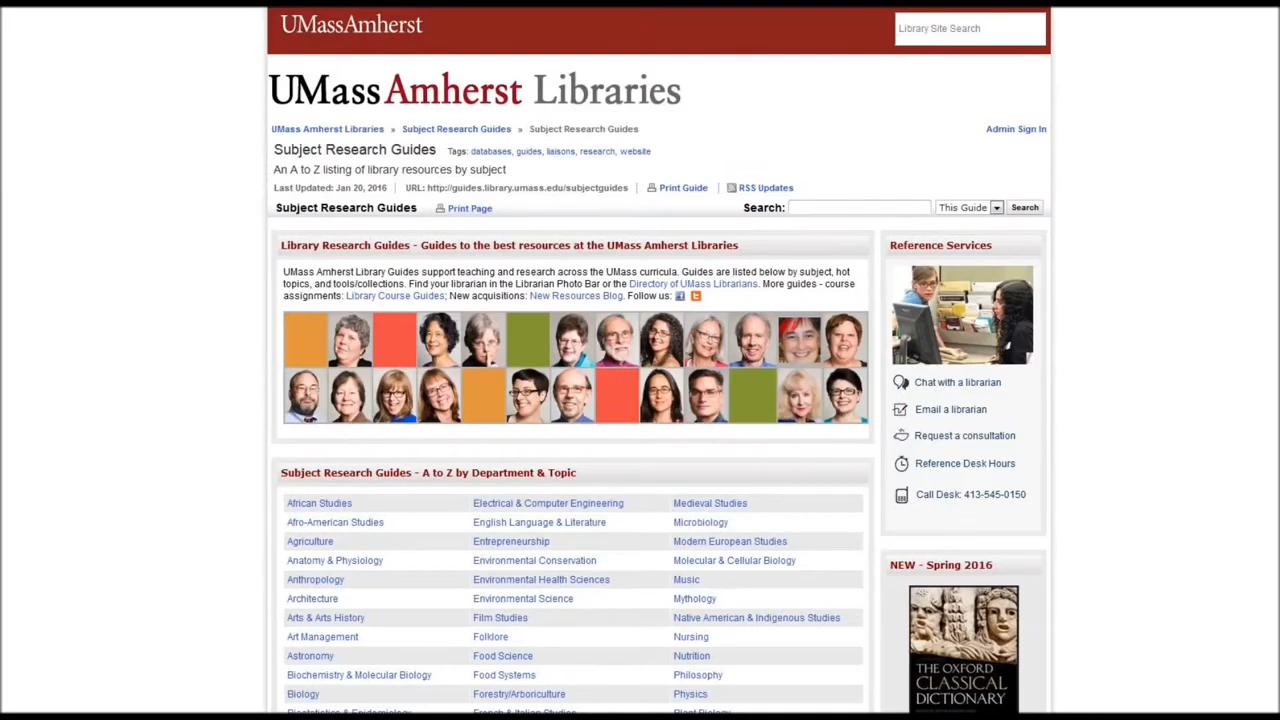 UMassAmherst
Library Site Search
UMass Amherst Libraries
UMass Amherst Libraries » Subject Research Guides » Subject Research Guides
Admin Sign In
Subject Research Guides Tags: databases, guides, liaisons, research, website
An A to Z listing of library resources by subject
Last Updated: Jan 20, 2016 | URL: http://guides.library.umass.edu/subjectguides | Print Guide | RSS Updates
Subject Research Guides Print Page Search: This Guide Search
Library Research Guides - Guides to the best resources at the UMass Amherst Libraries
UMass Amherst Library Guides support teaching and research across the UMass curricula. Guides are listed below by subject, hot
topics, and tools/collections. Find your librarian in the Librarian Photo Bar or the Directory of UMass Librarians. More guides - course
assignments: Library Course Guides; New acquisitions: New Resources Blog. Follow us:
Subject Research Guides - A to Z by Department & Topic
African Studies Electrical & Computer Engineering Medieval Studies
Afro-American Studies English Language & Literature Microbiology
Agriculture Entrepreneurship Modern European Studies
Anatomy & Physiology Environmental Conservation Molecular & Cellular Biology
Anthropology Environmental Health Sciences Music
Architecture Environmental Science Mythology
Arts & Arts History Film Studies Native American & Indigenous Studies
Art Management Folklore Nursing
Astronomy Food Science Nutrition
Biochemistry & Molecular Biology Food Systems Philosophy
Biology Forestry/Arboriculture Physics
Biostatistics & Epidemiology French & Italian Studies Plant Biology
Reference Services
Chat with a librarian
Email a librarian
Request a consultation
Reference Desk Hours
Call Desk: 413-545-0150
NEW - Spring 2016
THE OXFORD
CLASSICAL
DICTIONARY